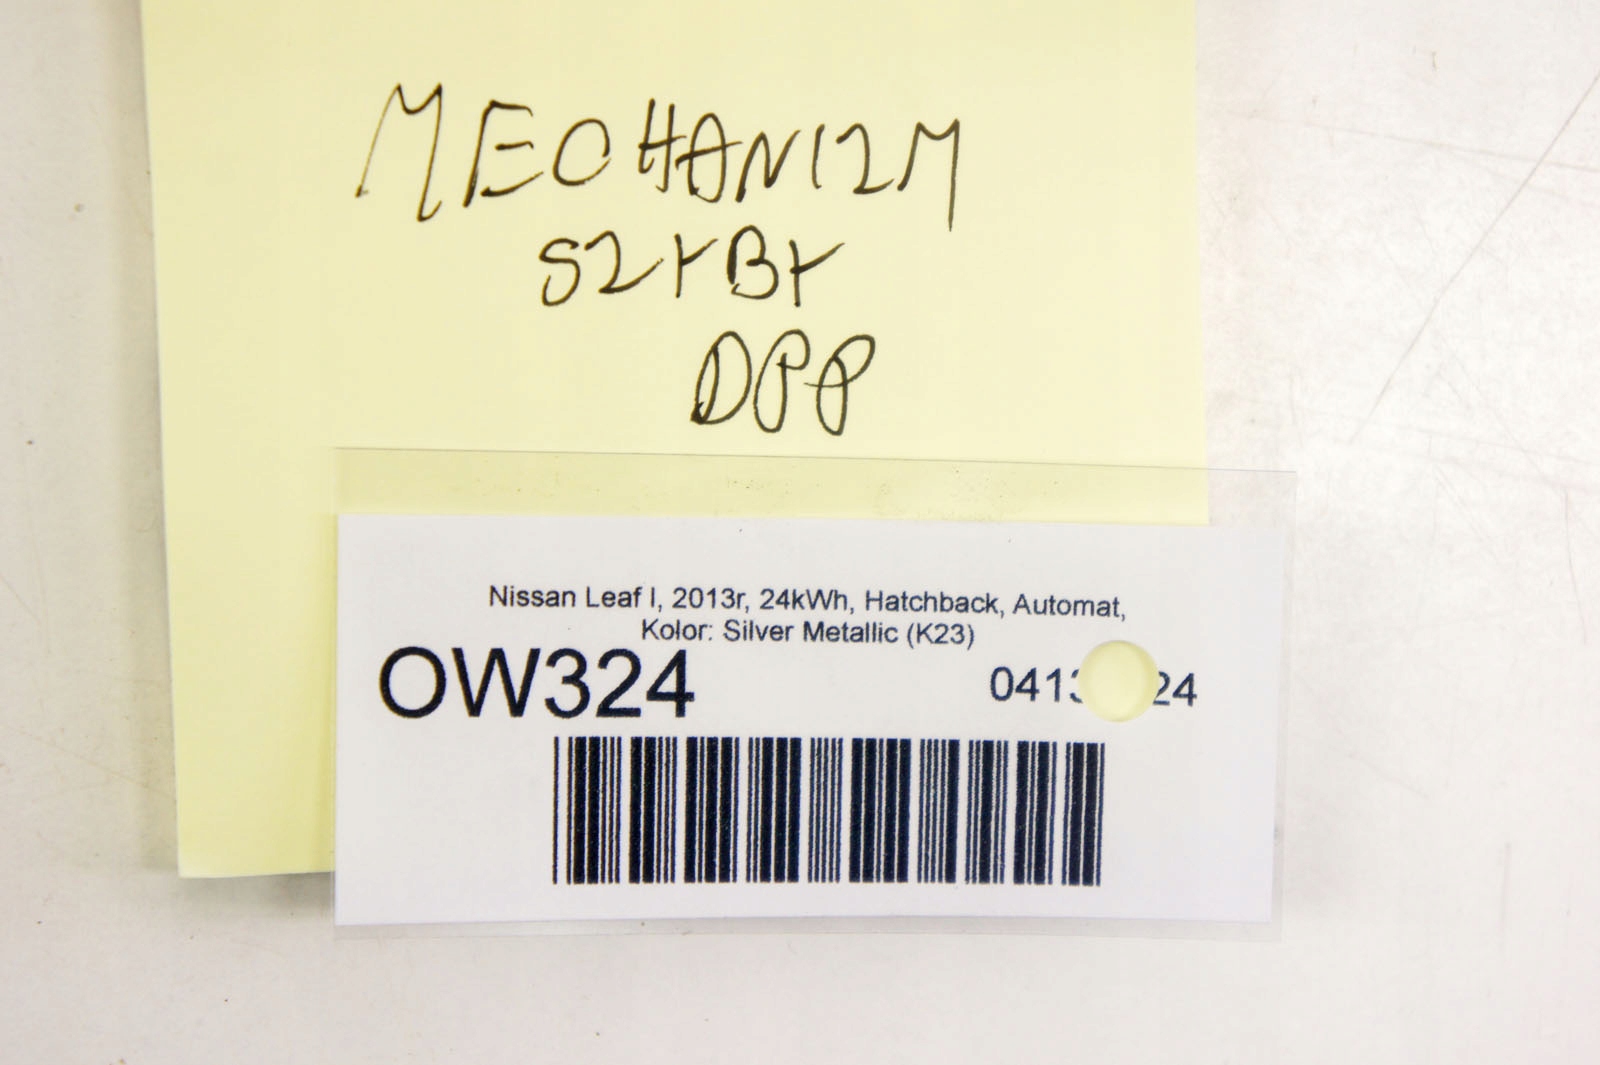 MECHANIZM
SZYBY
DPP
Nissan Leaf I, 2013r, 24kWh, Hatchback, Automat,
Kolor: Silver Metallic (K23)
OW324